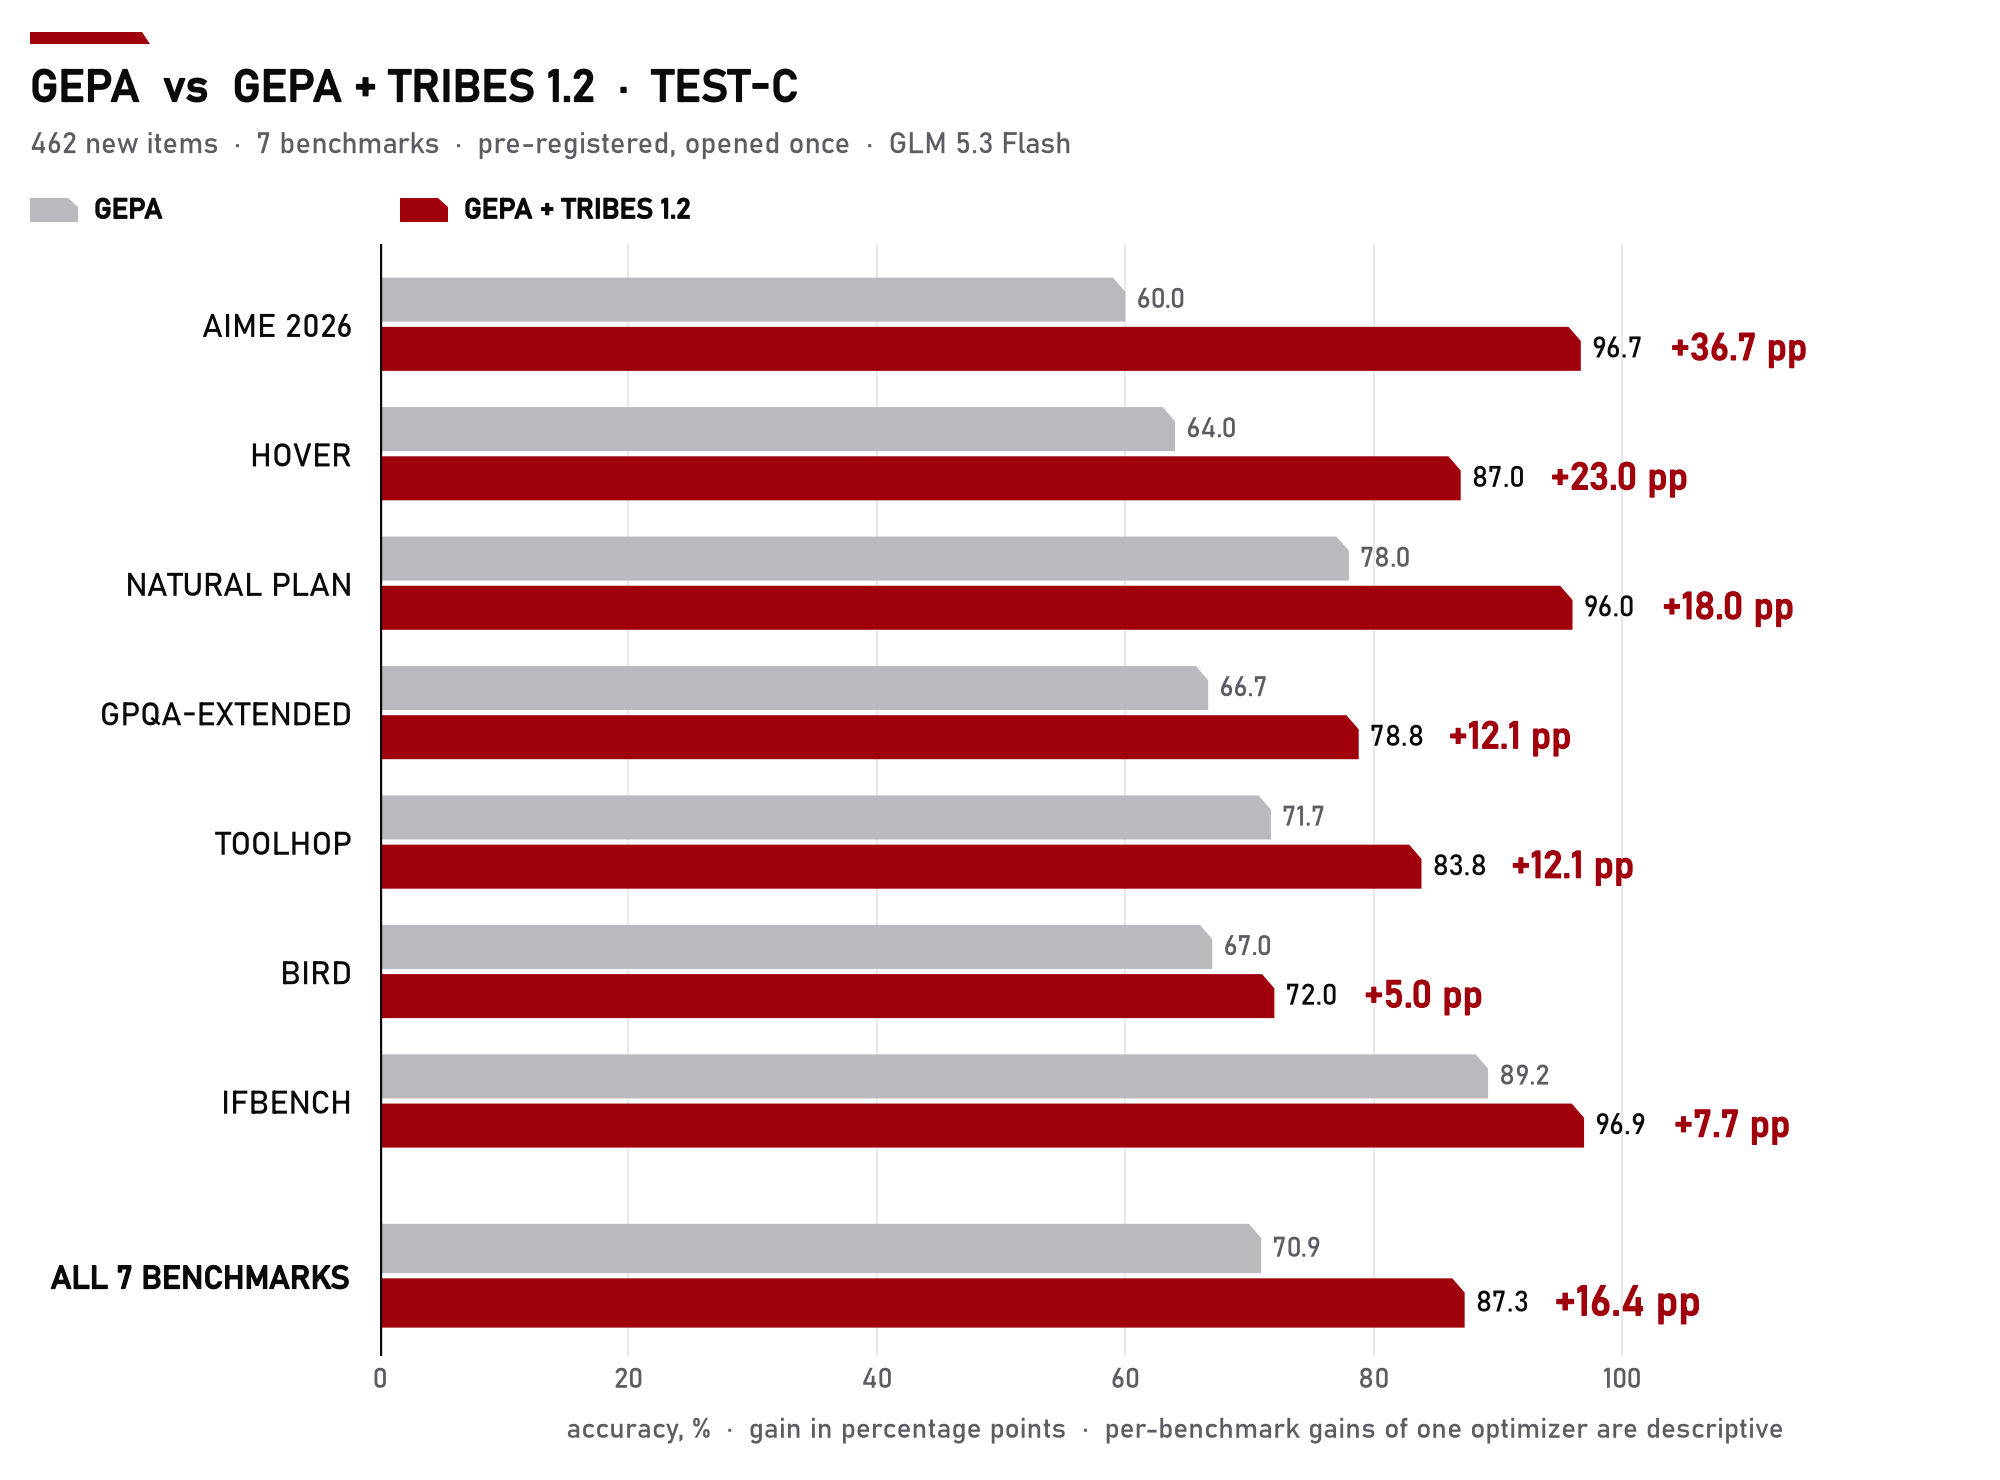 GEPA vs GEPA + TRIBES 1.2 · TEST-C
462 new items · 7 benchmarks · pre-registered, opened once · GLM 5.3 Flash
GEPA
GEPA + TRIBES 1.2
AIME 2026
60.0
96.7 +36.7 pp
HOVER
64.0
87.0 +23.0 pp
NATURAL PLAN
78.0
96.0 +18.0 pp
GPQA-EXTENDED
66.7
78.8 +12.1 pp
TOOLHOP
71.7
83.8 +12.1 pp
BIRD
67.0
72.0 +5.0 pp
IFBENCH
89.2
96.9 +7.7 pp
ALL 7 BENCHMARKS
70.9
87.3 +16.4 pp
0 20 40 60 80 100
accuracy, % · gain in percentage points · per-benchmark gains of one optimizer are descriptive